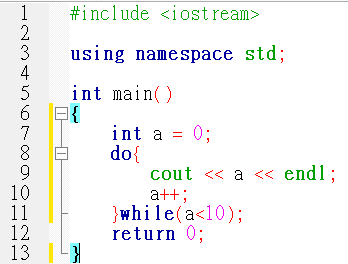 1 #include <iostream>
2
3 using namespace std;
4
5 int main()
6 {
7 int a = 0;
8 do{
9 cout << a << endl;
10 a++;
11 }while(a<10);
12 return 0;
13 }